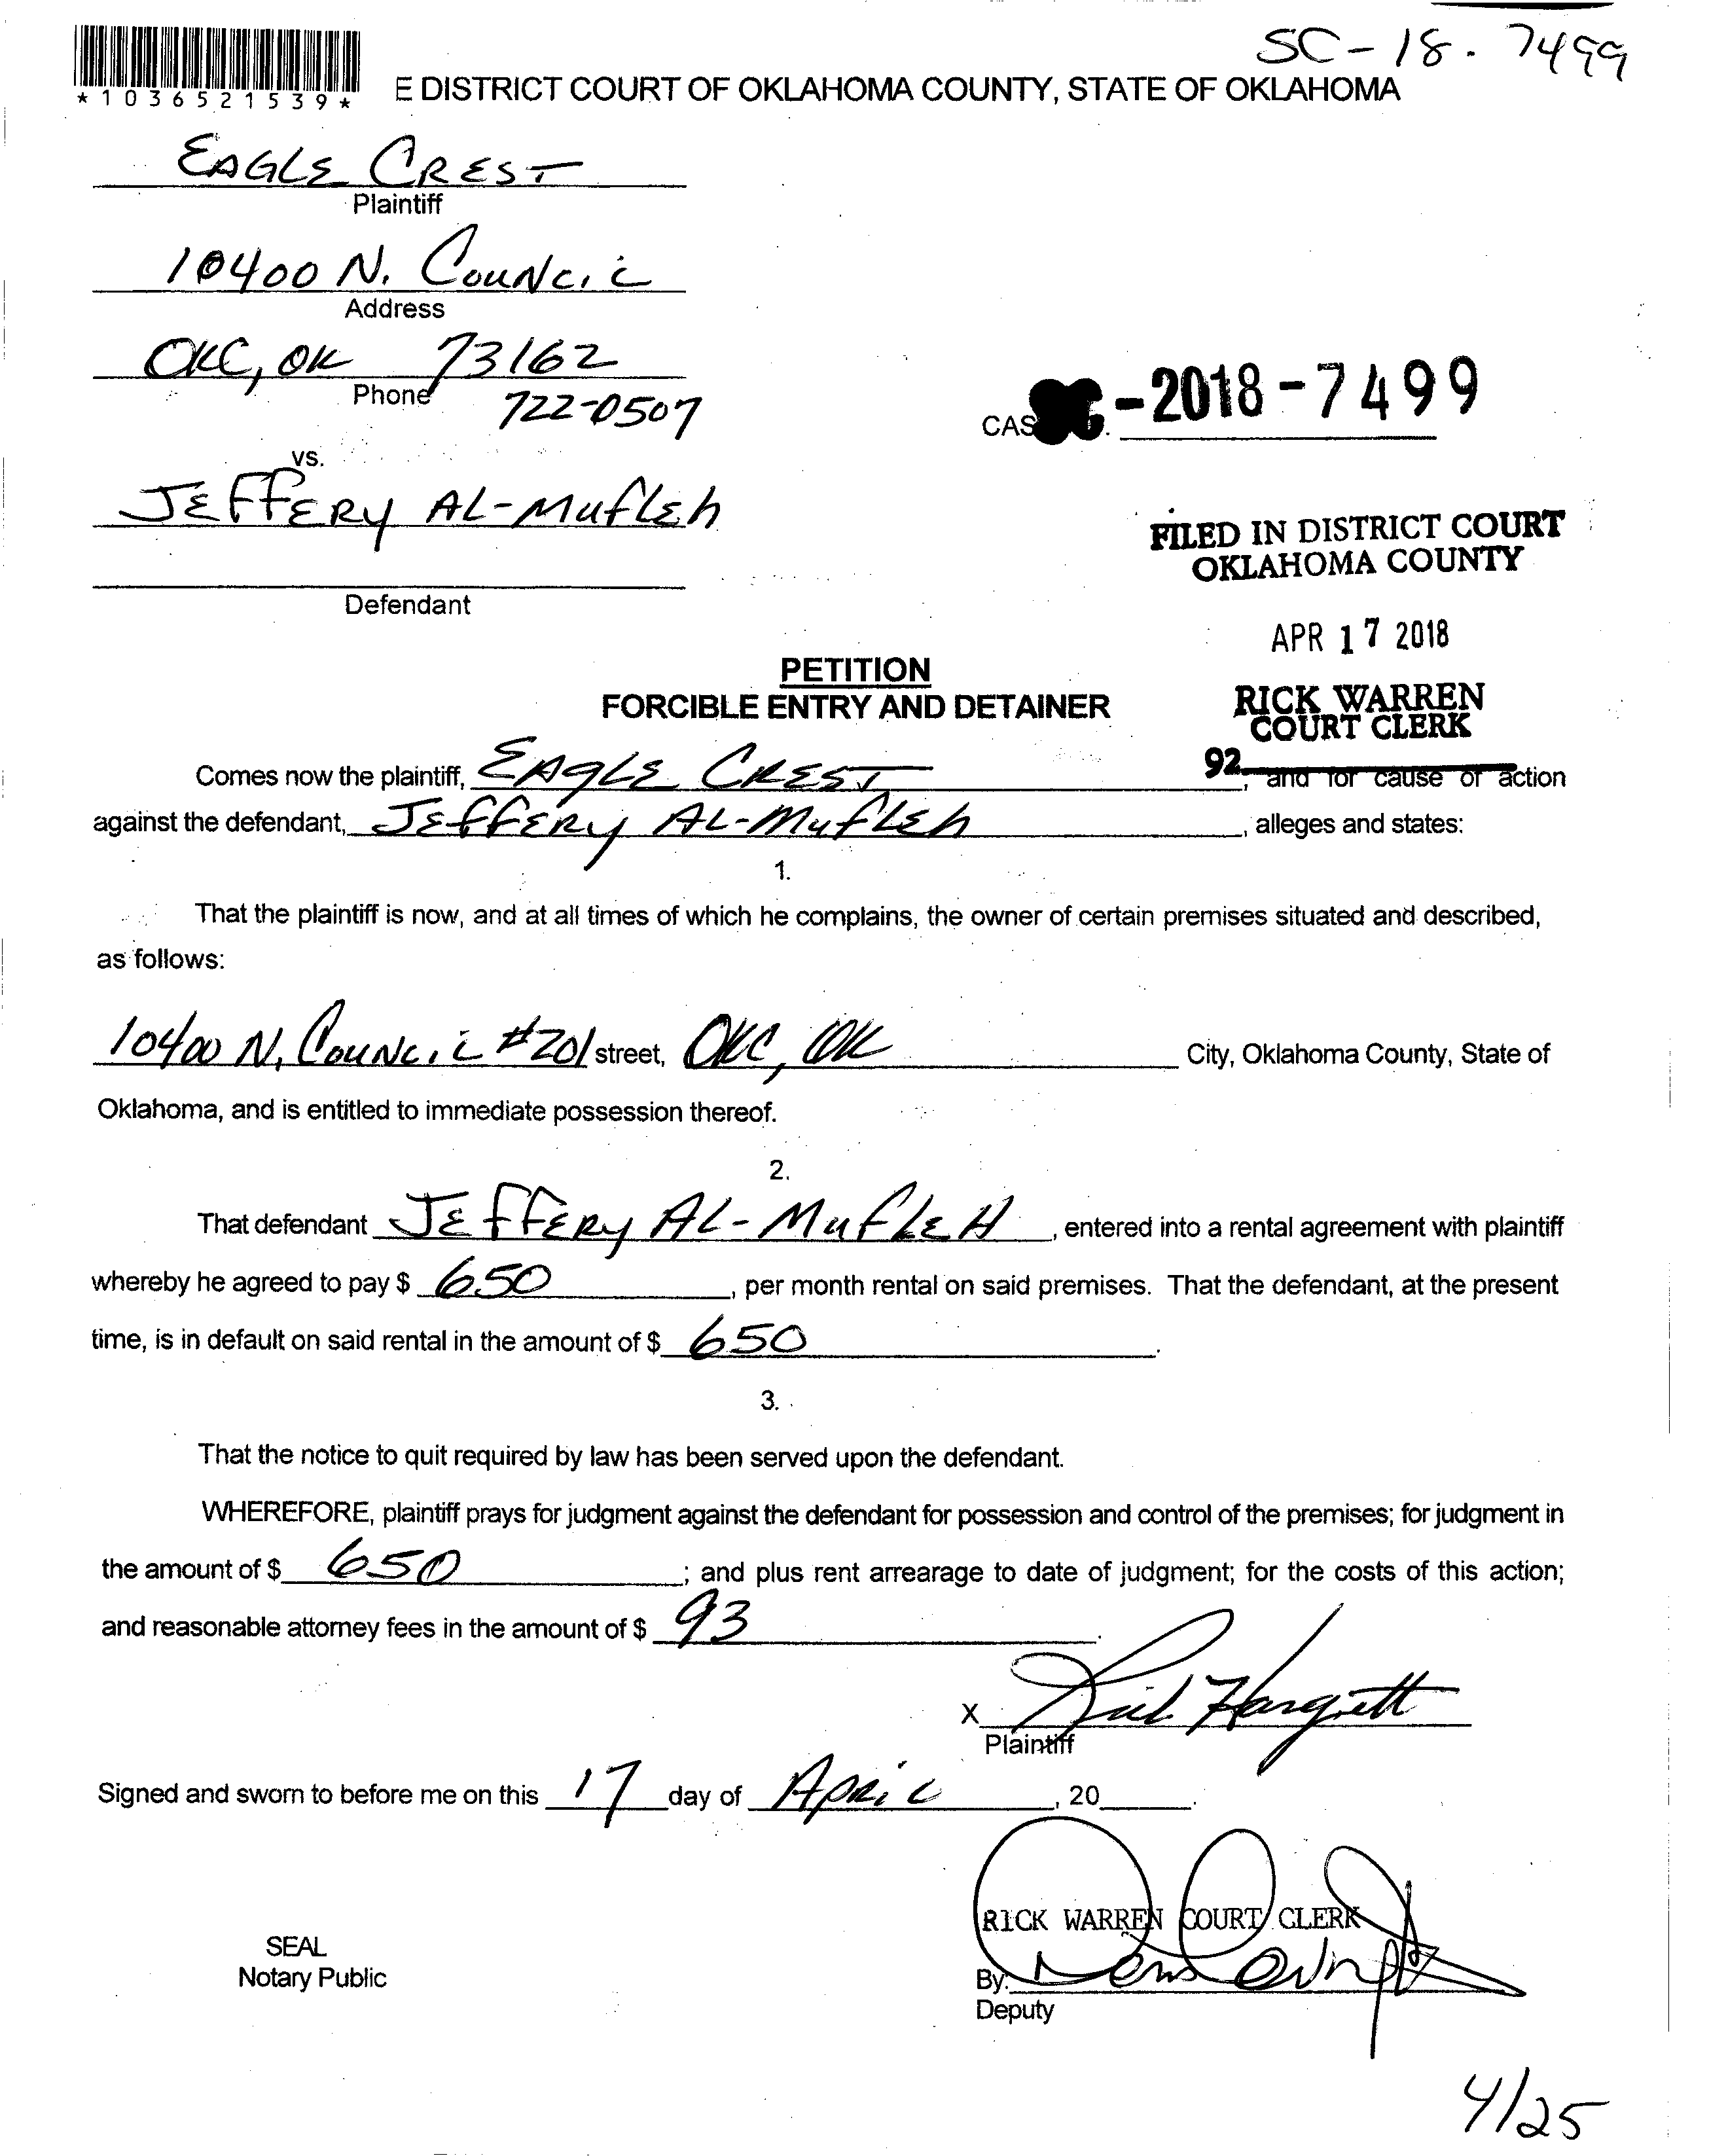 SC-18-7499
*1036521539*
E DISTRICT COURT OF OKLAHOMA COUNTY, STATE OF OKLAHOMA
EAGLE CREST
Plaintiff
10400 N. COUNCIL
Address
OKC, OK 73162
Phone 722-0507
CAS -2018-7499
vs.
JEFFERY AL-MUFLEH
FILED IN DISTRICT COURT
OKLAHOMA COUNTY
Defendant
APR 17 2018
PETITION
FORCIBLE ENTRY AND DETAINER
RICK WARREN
COURT CLERK
92
Comes now the plaintiff, EAGLE CREST, and for cause of action
against the defendant, JEFFERY AL-MUFLEH, alleges and states:
1.
That the plaintiff is now, and at all times of which he complains, the owner of certain premises situated and described,
as follows:
10400 N, COUNCIL #201 street, OKC, OK City, Oklahoma County, State of
Oklahoma, and is entitled to immediate possession thereof.
2.
That defendant JEFFERY AL-MUFLEH, entered into a rental agreement with plaintiff
whereby he agreed to pay $ 650, per month rental on said premises. That the defendant, at the present
time, is in default on said rental in the amount of $ 650.
3.
That the notice to quit required by law has been served upon the defendant.
WHEREFORE, plaintiff prays for judgment against the defendant for possession and control of the premises; for judgment in
the amount of $ 650; and plus rent arrearage to date of judgment; for the costs of this action;
and reasonable attorney fees in the amount of $ 93.
X Hargett
Plaintiff
Signed and sworn to before me on this 17 day of APRIL, 20.
RICK WARREN COURT CLERK
SEAL
Notary Public
By:
Deputy
4/25